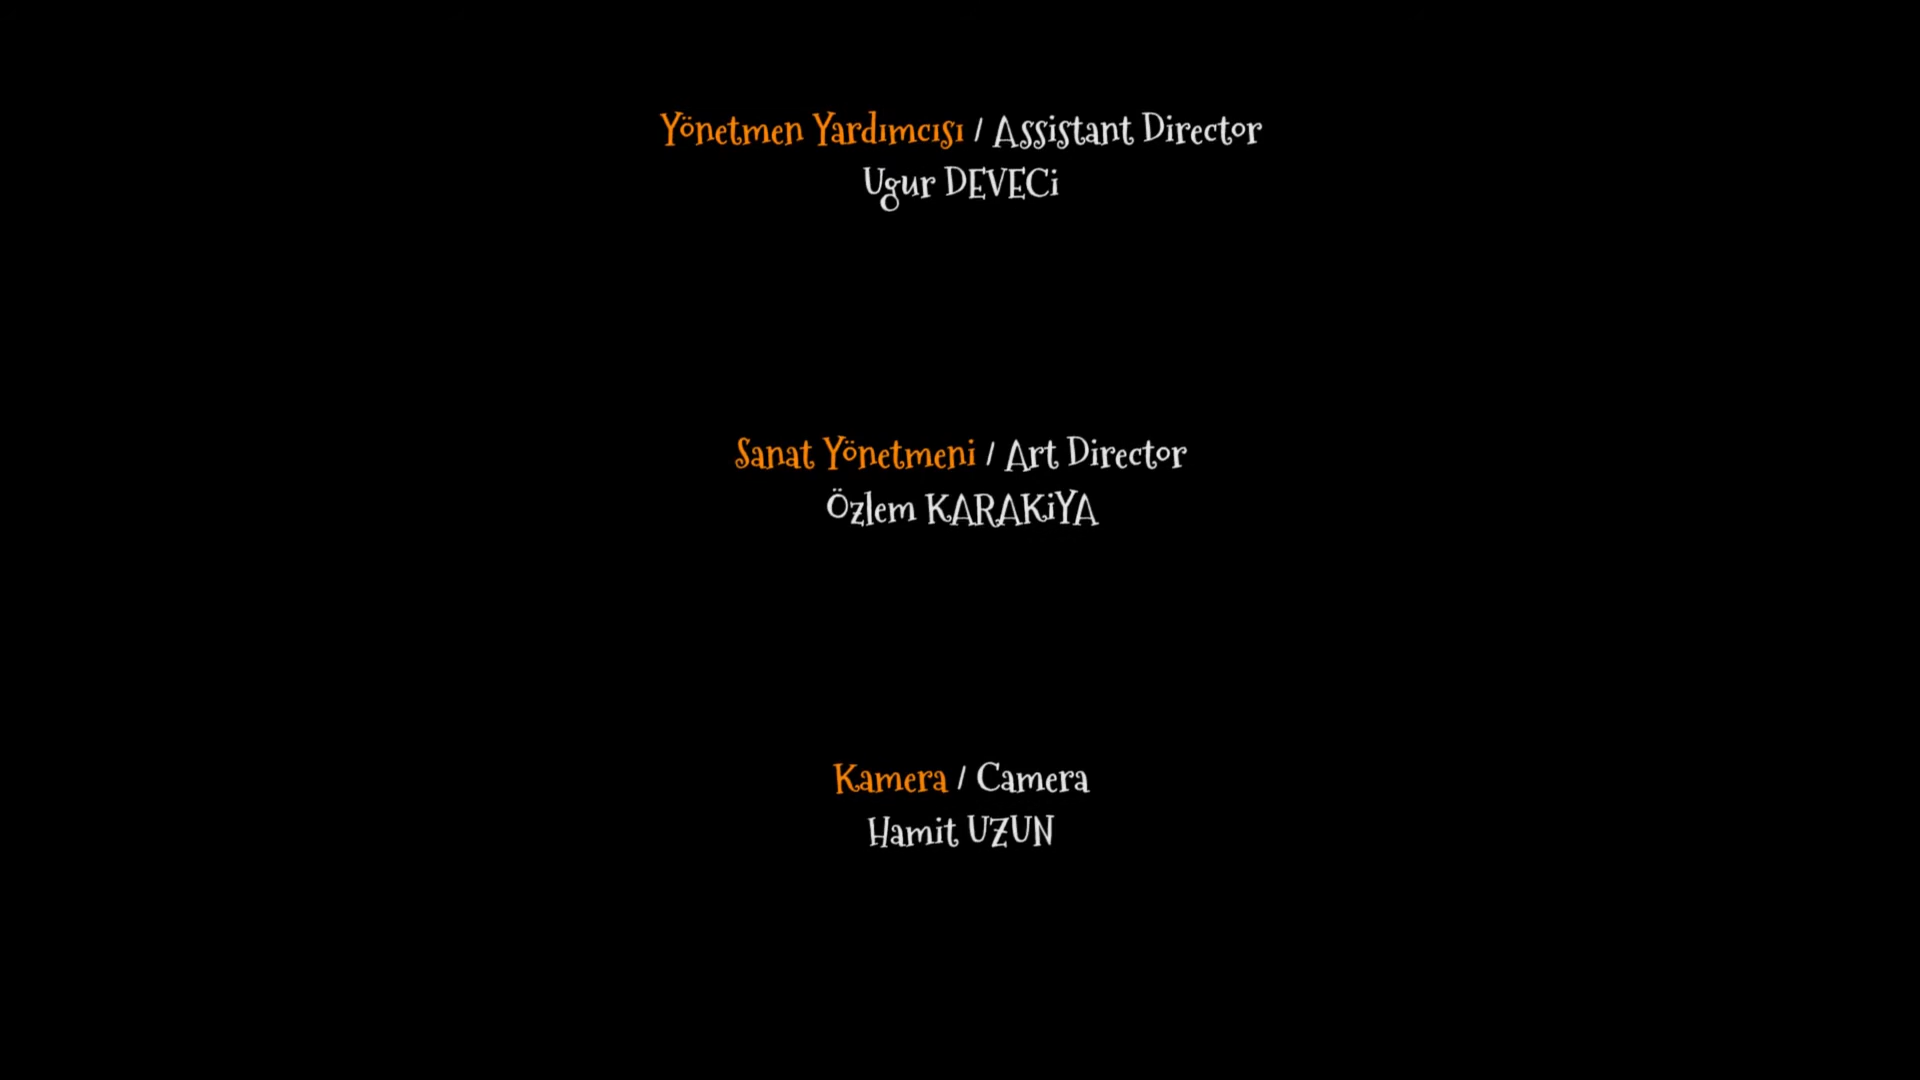 Yönetmen Yardımcısı / Assistant Director
Ugur DEVECi
Sanat Yönetmeni / Art Director
Özlem KARAKiYA
Kamera / Camera
Hamit UZUN